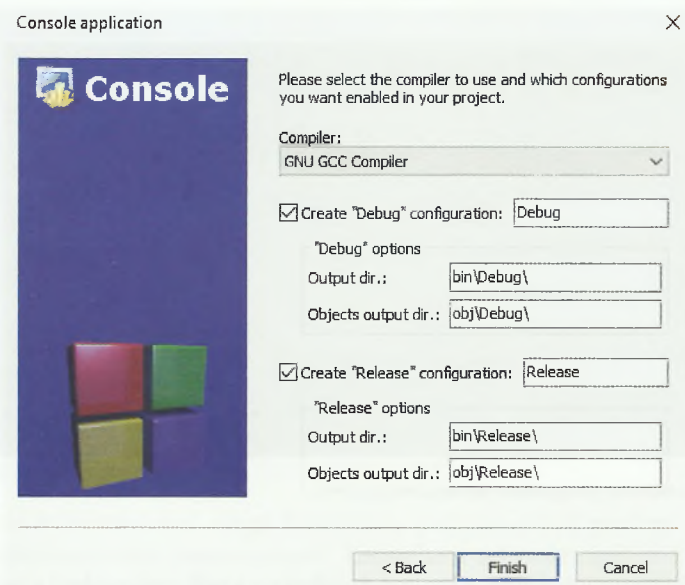 Console application
Console
Please select the compiler to use and which configurations
you want enabled in your project.
Compiler:
GNU GCC Compiler
Create "Debug" configuration: Debug
"Debug" options
Output dir.: bin\Debug\
Objects output dir.: obj\Debug\
Create "Release" configuration: Release
"Release" options
Output dir.: bin\Release\
Objects output dir.: obj\Release\
< Back Finish Cancel